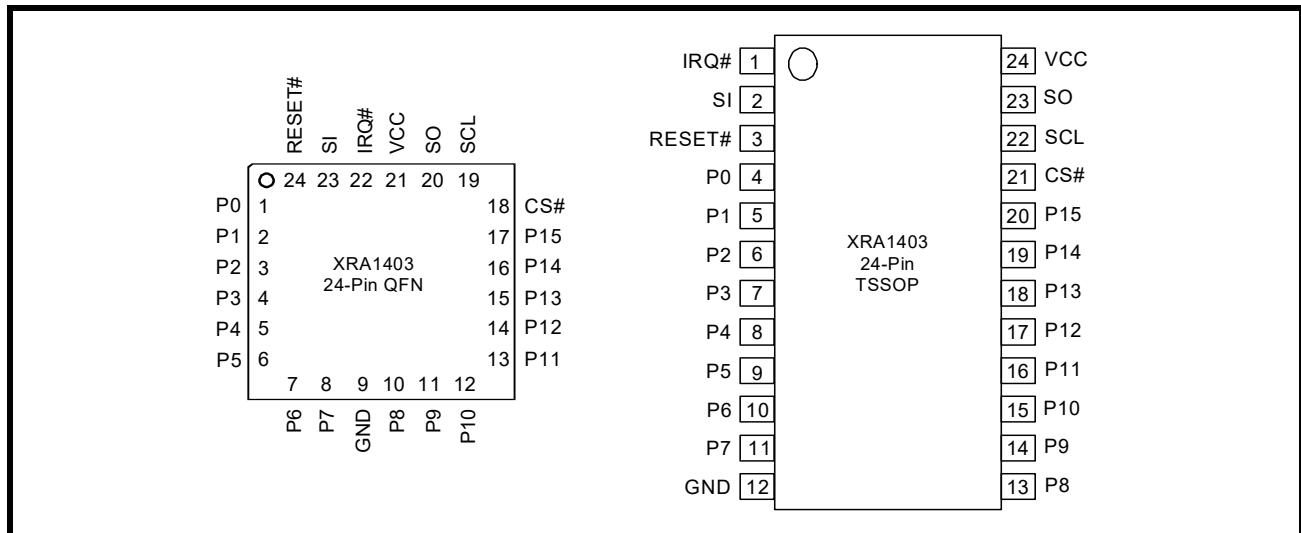 RESET#
SI
IRQ#
VCC
SO
SCL
24 23 22 21 20 19
P0 1
P1 2
P2 3
P3 4
P4 5
P5 6
XRA1403
24-Pin QFN
18 CS#
17 P15
16 P14
15 P13
14 P12
13 P11
7 8 9 10 11 12
P6
P7
GND
P8
P9
P10
IRQ# 1
SI 2
RESET# 3
P0 4
P1 5
P2 6
P3 7
P4 8
P5 9
P6 10
P7 11
GND 12
XRA1403
24-Pin
TSSOP
24 VCC
23 SO
22 SCL
21 CS#
20 P15
19 P14
18 P13
17 P12
16 P11
15 P10
14 P9
13 P8